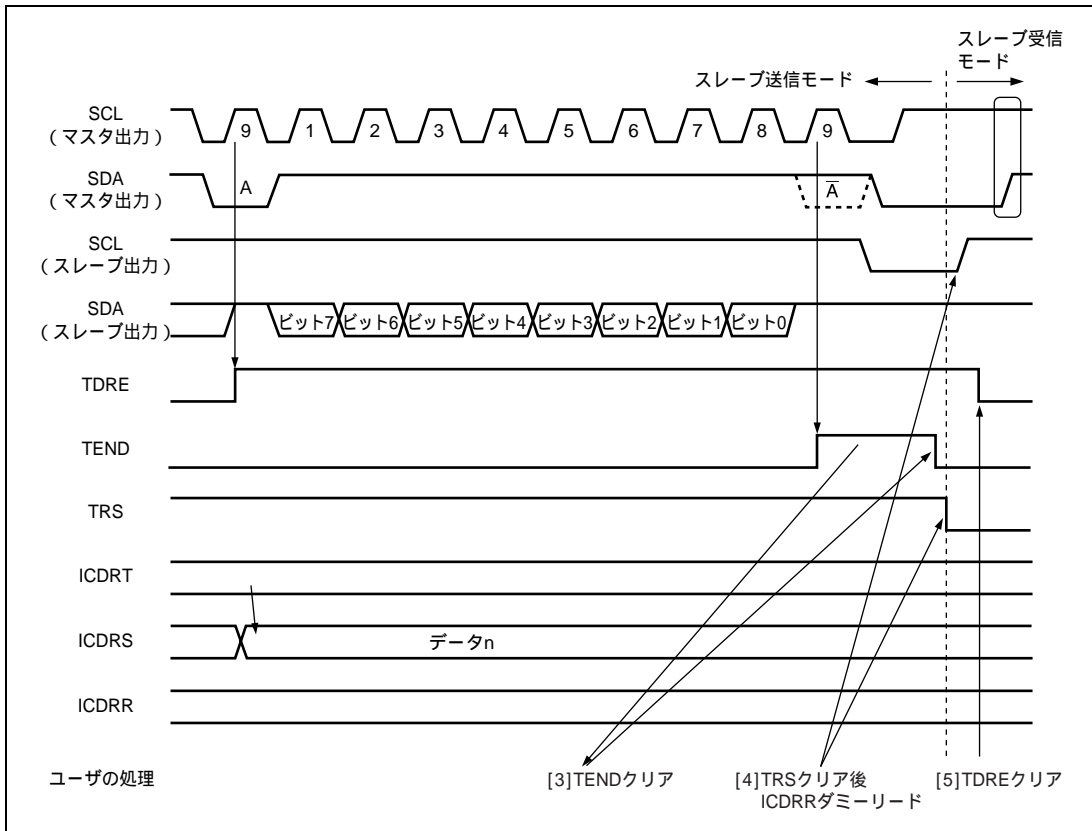 スレーブ受信
モード
スレーブ送信モード
SCL
（マスタ出力）
9 1 2 3 4 5 6 7 8 9
SDA
（マスタ出力）
A A̅
SCL
（スレーブ出力）
SDA
（スレーブ出力）
ビット7 ビット6 ビット5 ビット4 ビット3 ビット2 ビット1 ビット0
TDRE
TEND
TRS
ICDRT
ICDRS
データn
ICDRR
ユーザの処理
[3]TENDクリア
[4]TRSクリア後
ICDRRダミーリード
[5]TDREクリア